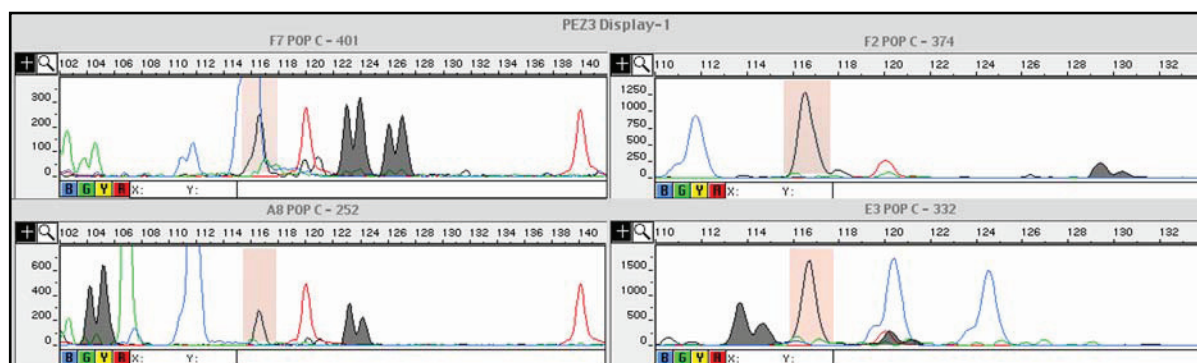 PEZ3 Display-1
F7 POP C - 401
102 104 106 108 110 112 114 116 118 120 122 124 126 128 130 132 134 136 138 140
300
200
100
0
B G Y R X: Y:
F2 POP C - 374
110 112 114 116 118 120 122 124 126 128 130 132
1250
1000
750
500
250
0
B G Y R X: Y:
A8 POP C - 252
102 104 106 108 110 112 114 116 118 120 122 124 126 128 130 132 134 136 138 140
600
400
200
0
B G Y R X: Y:
E3 POP C - 332
110 112 114 116 118 120 122 124 126 128 130 132
1500
1000
500
0
B G Y R X: Y: